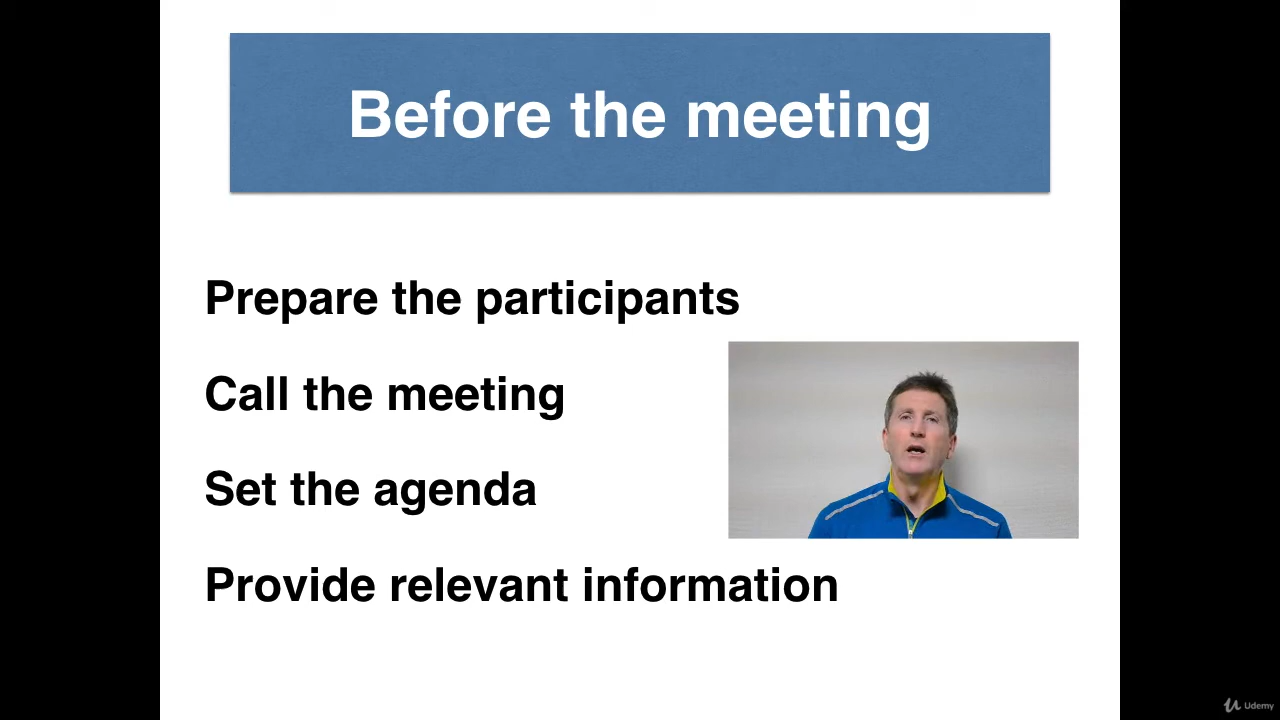 Before the meeting
Prepare the participants
Call the meeting
Set the agenda
Provide relevant information
Udemy